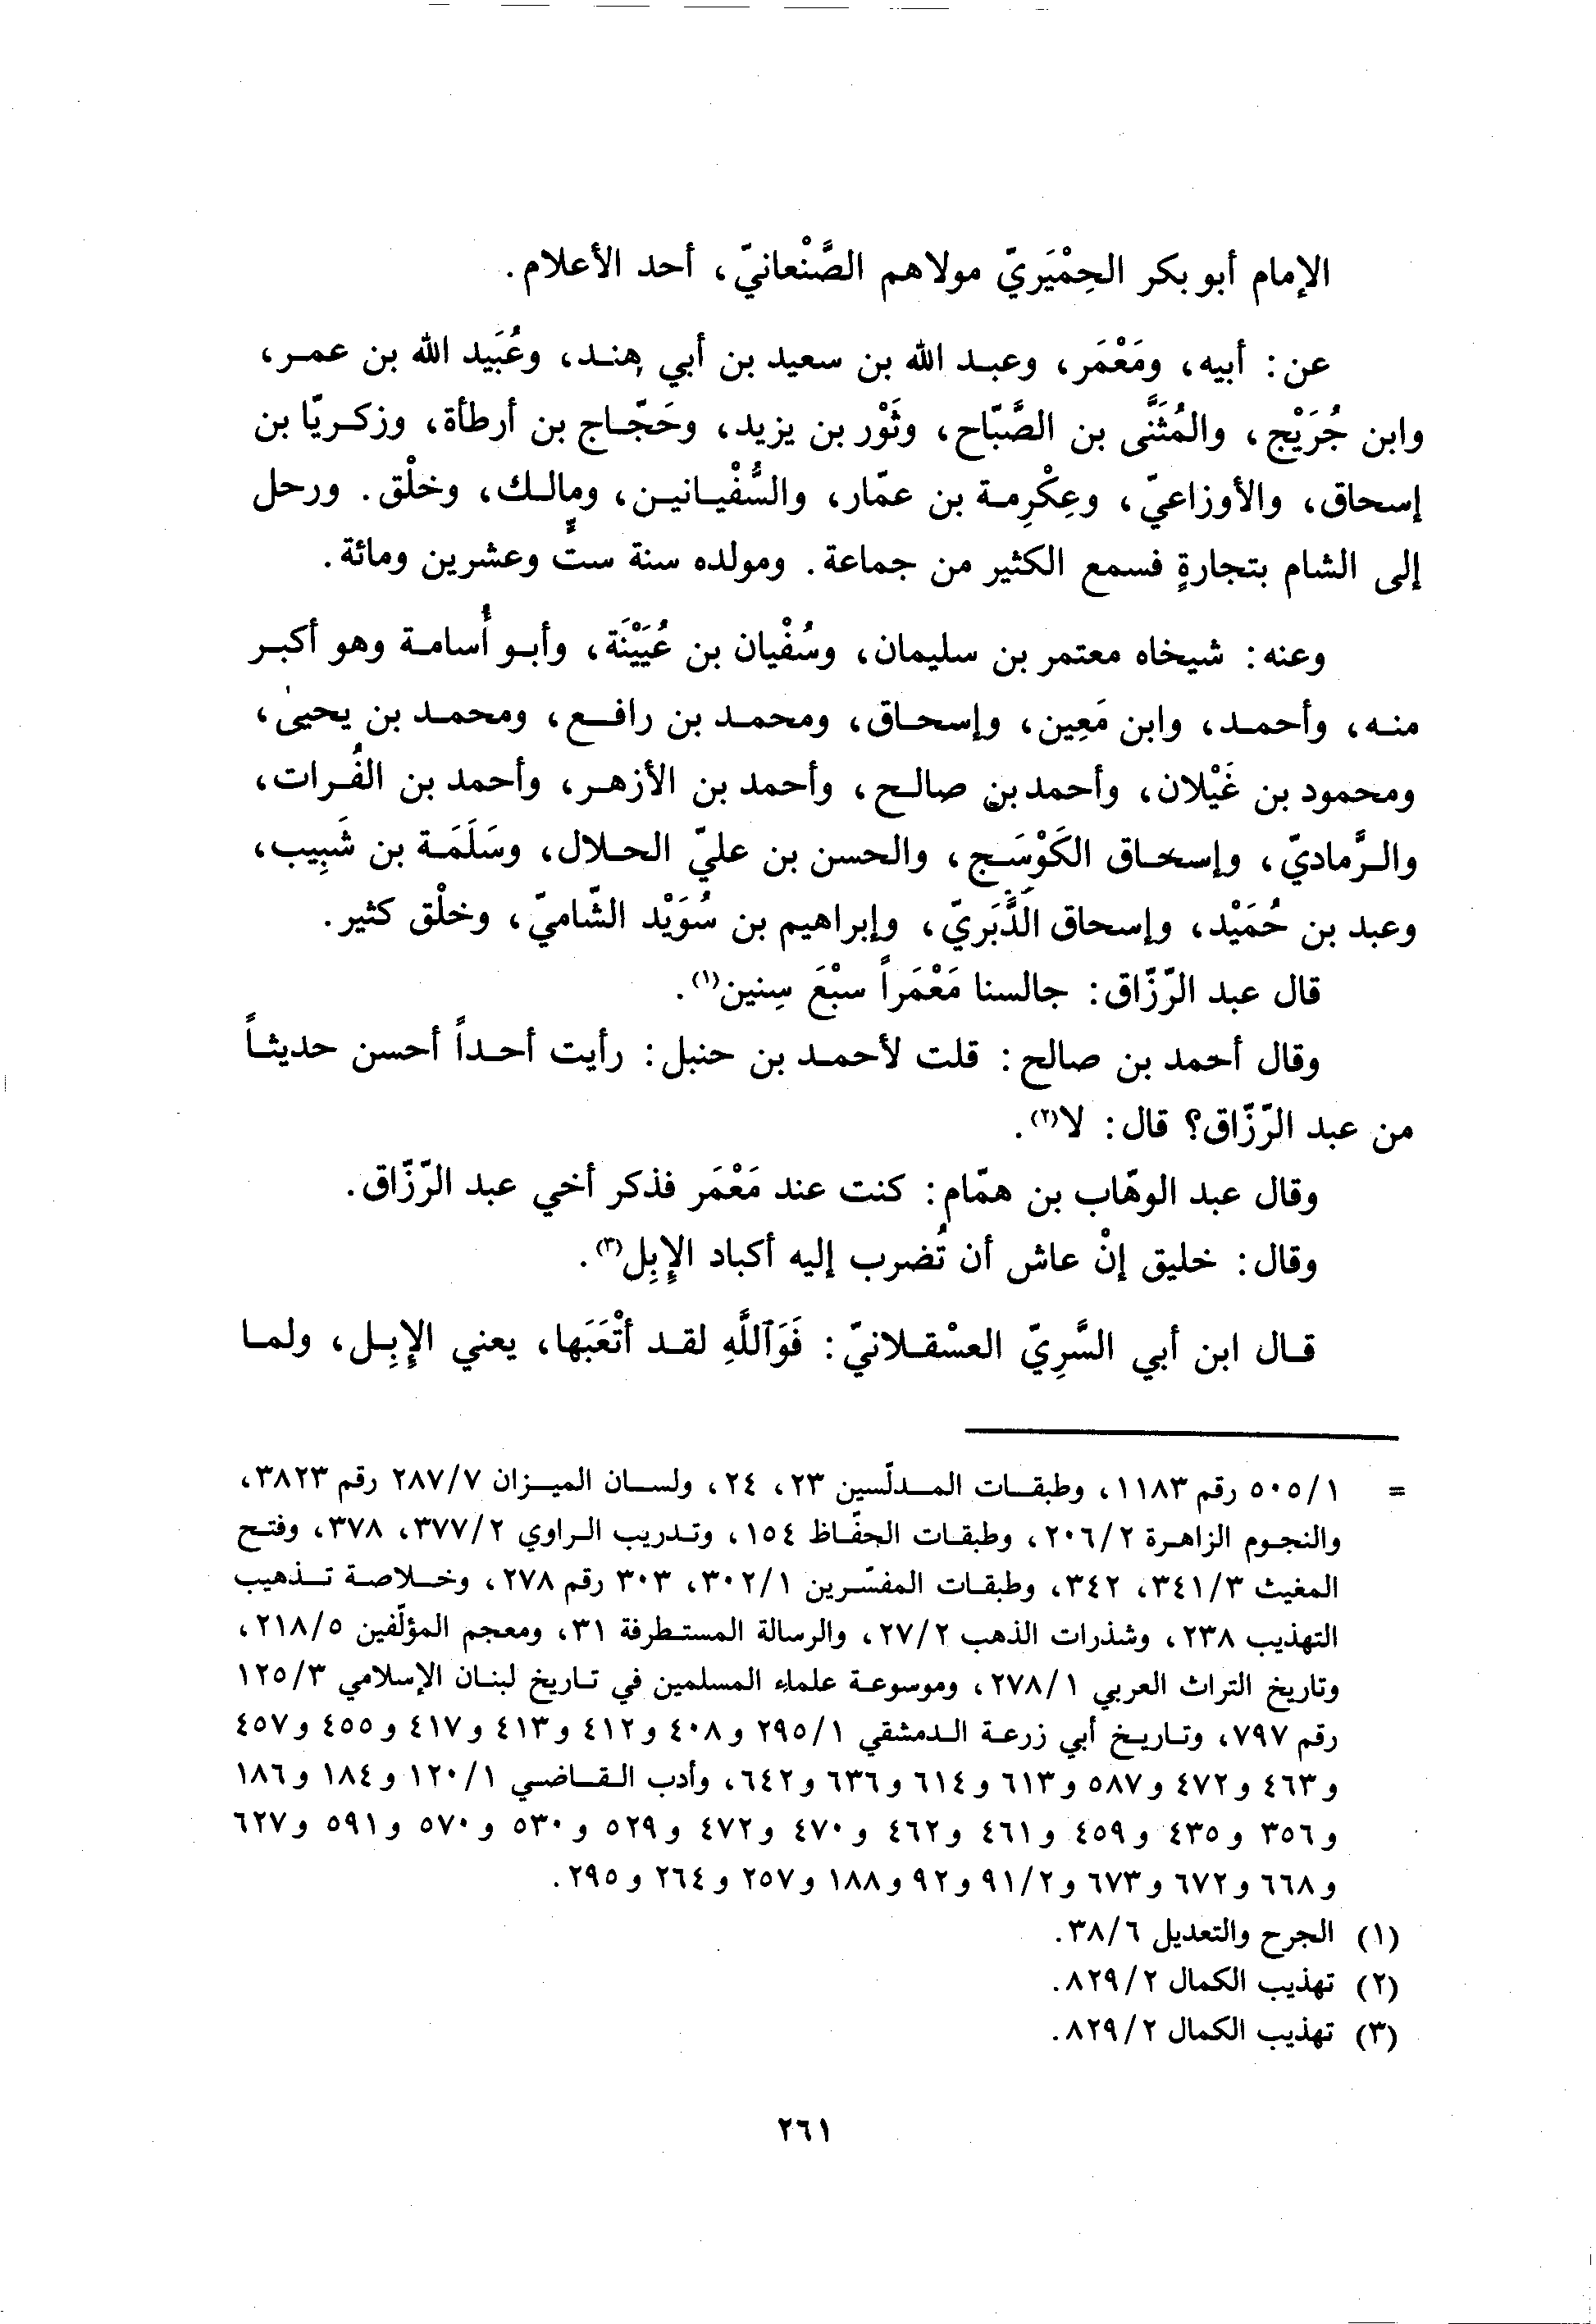 الإمام أبو بكر الحِمْيَريّ مولاهم الصَّنْعانيّ، أحد الأعلام.
عن: أبيه، ومَعْمَر، وعبد الله بن سعيد بن أبي هند، وعُبَيد الله بن عمر،
وابن جُرَيْج، والمُثَنَّى بن الصَّبّاح، وثَوْر بن يزيد، وحَجّاج بن أرطأة، وزكريّا بن
إسحاق، والأوزاعيّ، وعِكْرِمة بن عمّار، والسُّفْيانين، ومالك، وخلْق. ورحل
إلى الشام بتجارةٍ فسمع الكثير من جماعة. ومولده سنة ستٍّ وعشرين ومائة.
وعنه: شيخاه معتمر بن سليمان، وسُفْيان بن عُيَيْنَة، وأبو أُسامة وهو أكبر
منه، وأحمد، وابن مَعِين، وإسحاق، ومحمد بن رافع، ومحمد بن يحيىٰ،
ومحمود بن غَيْلان، وأحمد بن صالح، وأحمد بن الأزهر، وأحمد بن الفُرات،
والرَّماديّ، وإسحاق الكَوْسَج، والحسن بن عليّ الحلال، وسَلَمَة بن شَبِيب،
وعبد بن حُمَيْد، وإسحاق الدَّبَريّ، وإبراهيم بن سُوَيْد الشّاميّ، وخلْق كثير.
قال عبد الرّزّاق: جالسنا مَعْمَراً سبْعَ سِنين(١).
وقال أحمد بن صالح: قلت لأحمد بن حنبل: رأيت أحداً أحسن حديثاً
من عبد الرّزّاق؟ قال: لا(٢).
وقال عبد الوهّاب بن همّام: كنت عند مَعْمَر فذكر أخي عبد الرّزّاق.
وقال: خليق إنْ عاش أن تُضرب إليه أكباد الإِبِل(٣).
قال ابن أبي السَّرِيّ العسْقلانيّ: فَوَٱللَّهِ لقد أتْعَبَها، يعني الإِبِل، ولما
= ٥٠٥/١ رقم ١١٨٣، وطبقات المدلّسين ٢٣، ٢٤، ولسان الميزان ٢٨٧/٧ رقم ٣٨٢٣،
والنجوم الزاهرة ٢٠٦/٢، وطبقات الحفّاظ ١٥٤، وتدريب الراوي ٣٧٧/٢، ٣٧٨، وفتح
المغيث ٣٤١/٣، ٣٤٢، وطبقات المفسّرين ٣٠٢/١، ٣٠٣ رقم ٢٧٨، وخلاصة تذهيب
التهذيب ٢٣٨، وشذرات الذهب ٢٧/٢، والرسالة المستطرفة ٣١، ومعجم المؤلّفين ٢١٨/٥،
وتاريخ التراث العربي ٢٧٨/١، وموسوعة علماء المسلمين في تاريخ لبنان الإسلامي ١٢٥/٣
رقم ٧٩٧، وتاريخ أبي زرعة الدمشقي ٢٩٥/١ و٤٠٨ و٤١٢ و٤١٣ و٤١٧ و٤٥٥ و٤٥٧
و٤٦٣ و٤٧٢ و٥٨٧ و٦١٣ و٦١٤ و٦٣٦ و٦٤٢، وأدب القاضي ١٢٠/١ و١٨٤ و١٨٦
و٣٥٦ و٤٣٥ و٤٥٩ و٤٦١ و٤٦٢ و٤٧٠ و٤٧٢ و٥٢٩ و٥٣٠ و٥٧٠ و٥٩١ و٦٢٧
و٦٦٨ و٦٧٢ و٦٧٣ و٩١/٢ و٩٢ و١٨٨ و٢٥٧ و٢٦٤ و٢٩٥.
(١) الجرح والتعديل ٣٨/٦.
(٢) تهذيب الكمال ٨٢٩/٢.
(٣) تهذيب الكمال ٨٢٩/٢.
٢٦١